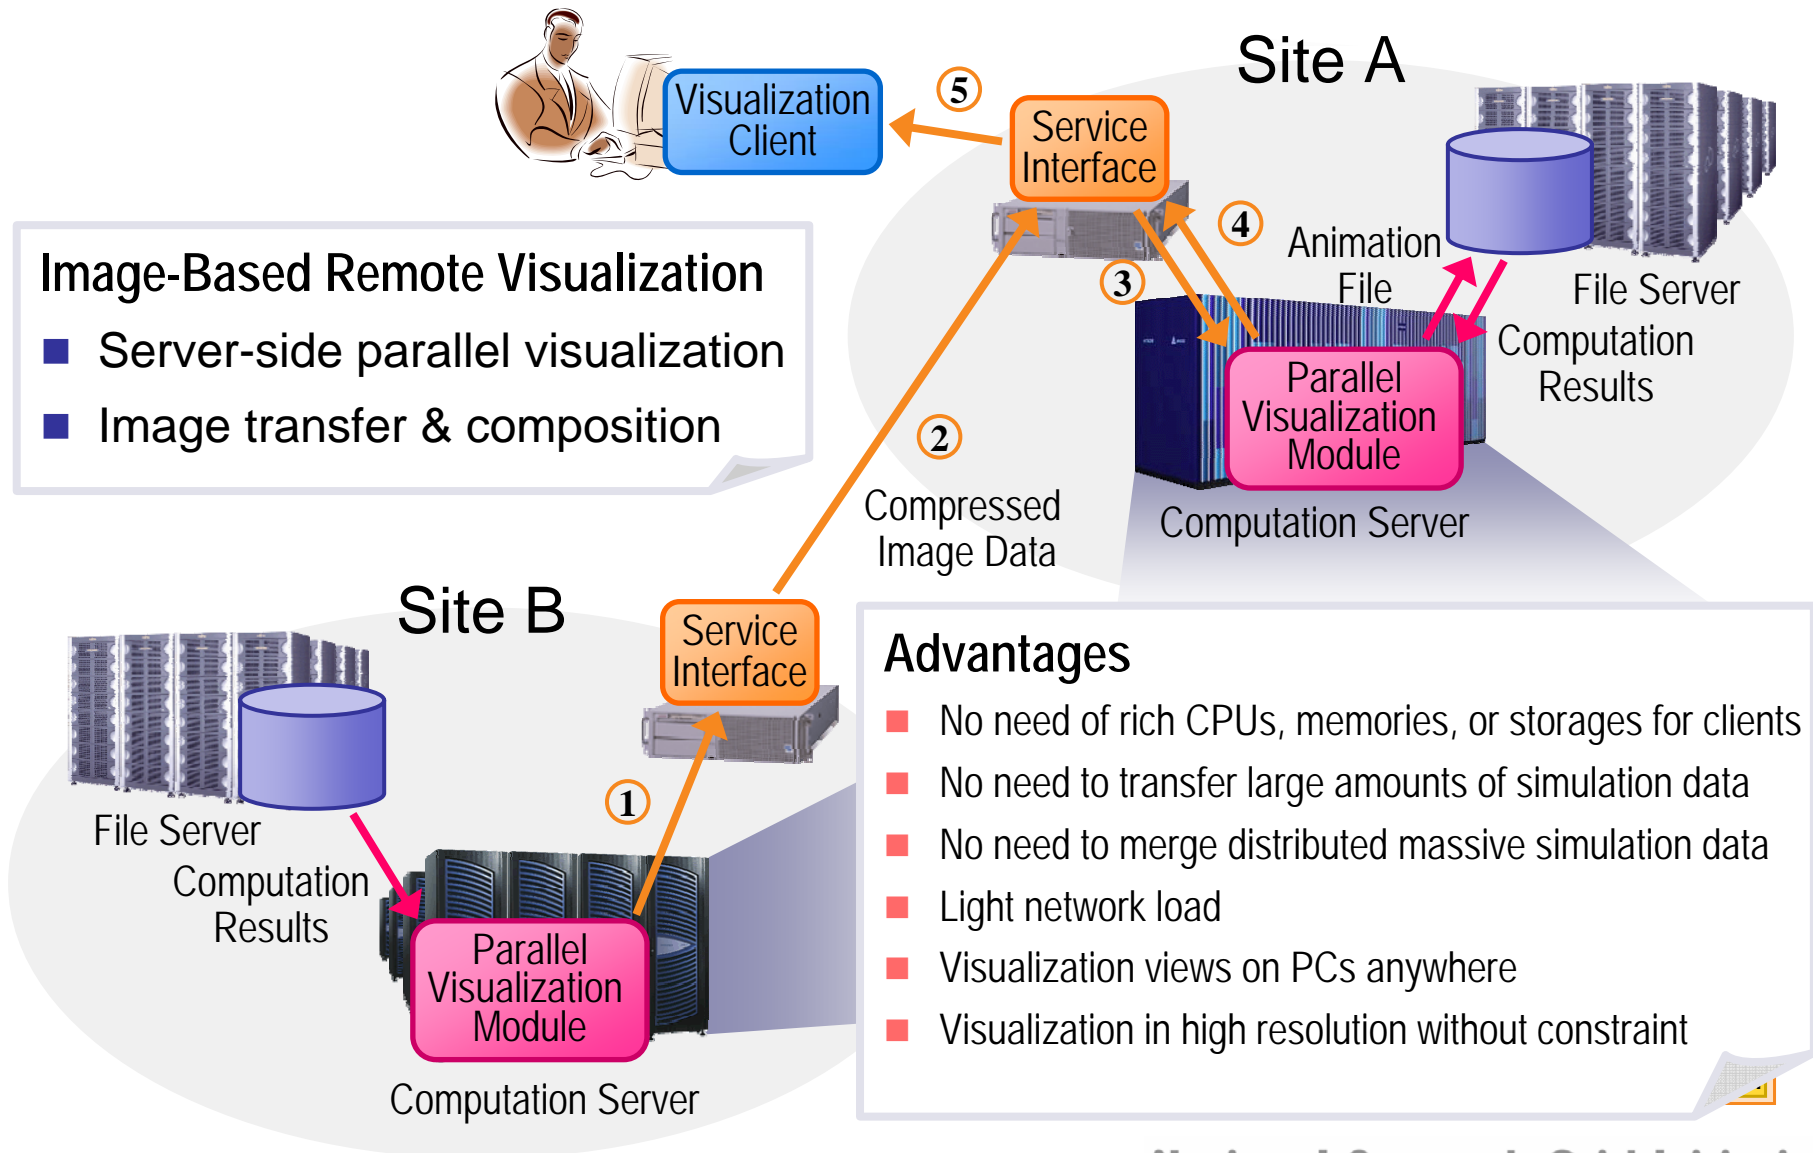 Site A
Visualization
Client
5
Service
Interface
4
3
Animation
File
File Server
Computation
Results
Parallel
Visualization
Module
Computation Server
Image-Based Remote Visualization
Server-side parallel visualization
Image transfer & composition
2
Compressed
Image Data
Site B
Service
Interface
1
File Server
Computation
Results
Parallel
Visualization
Module
Computation Server
Advantages
No need of rich CPUs, memories, or storages for clients
No need to transfer large amounts of simulation data
No need to merge distributed massive simulation data
Light network load
Visualization views on PCs anywhere
Visualization in high resolution without constraint